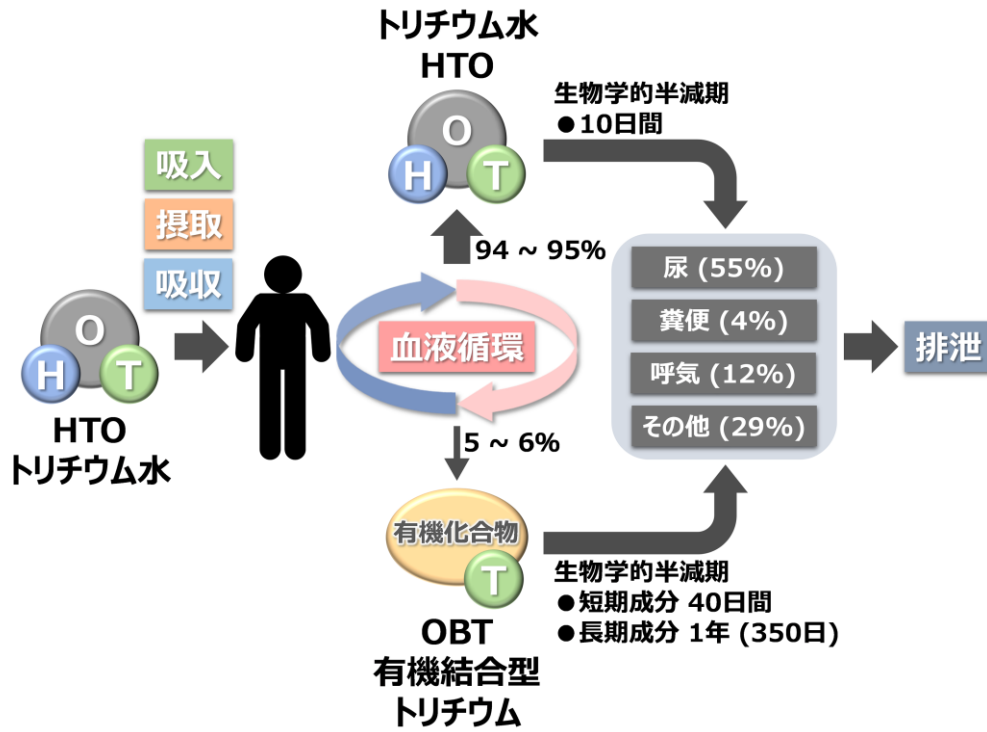 トリチウム水
HTO
O
H
T
生物学的半減期
●10日間
吸入
摂取
吸収
94 ~ 95%
O
H
T
HTO
トリチウム水
血液循環
尿 (55%)
糞便 (4%)
呼気 (12%)
その他 (29%)
排泄
5 ~ 6%
有機化合物
T
OBT
有機結合型
トリチウム
生物学的半減期
●短期成分 40日間
●長期成分 1年 (350日)